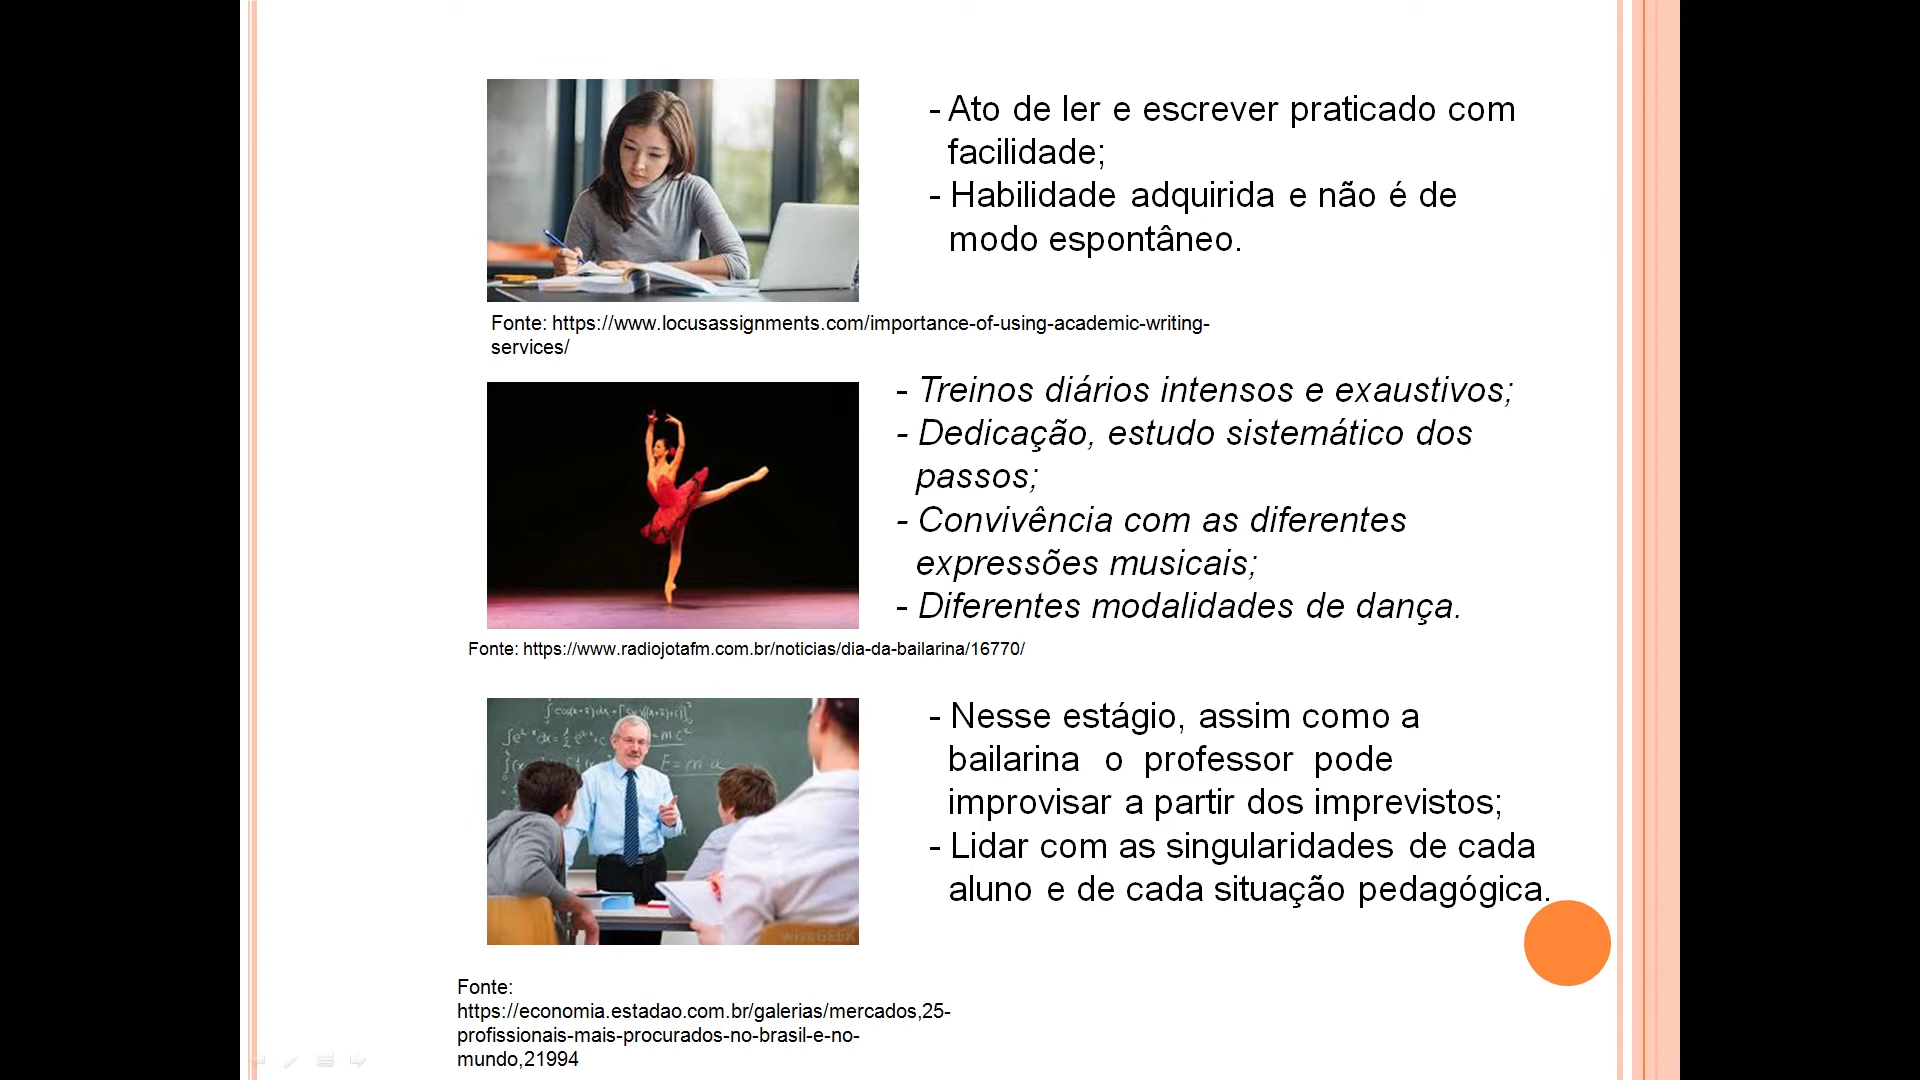 - Ato de ler e escrever praticado com
facilidade;
- Habilidade adquirida e não é de
modo espontâneo.
Fonte: https://www.locusassignments.com/importance-of-using-academic-writing-
services/
- Treinos diários intensos e exaustivos;
- Dedicação, estudo sistemático dos
passos;
- Convivência com as diferentes
expressões musicais;
- Diferentes modalidades de dança.
Fonte: https://www.radiojotafm.com.br/noticias/dia-da-bailarina/16770/
- Nesse estágio, assim como a
bailarina o professor pode
improvisar a partir dos imprevistos;
- Lidar com as singularidades de cada
aluno e de cada situação pedagógica.
E=mc
wiseGEEK
Fonte:
https://economia.estadao.com.br/galerias/mercados,25-
profissionais-mais-procurados-no-brasil-e-no-
mundo,21994